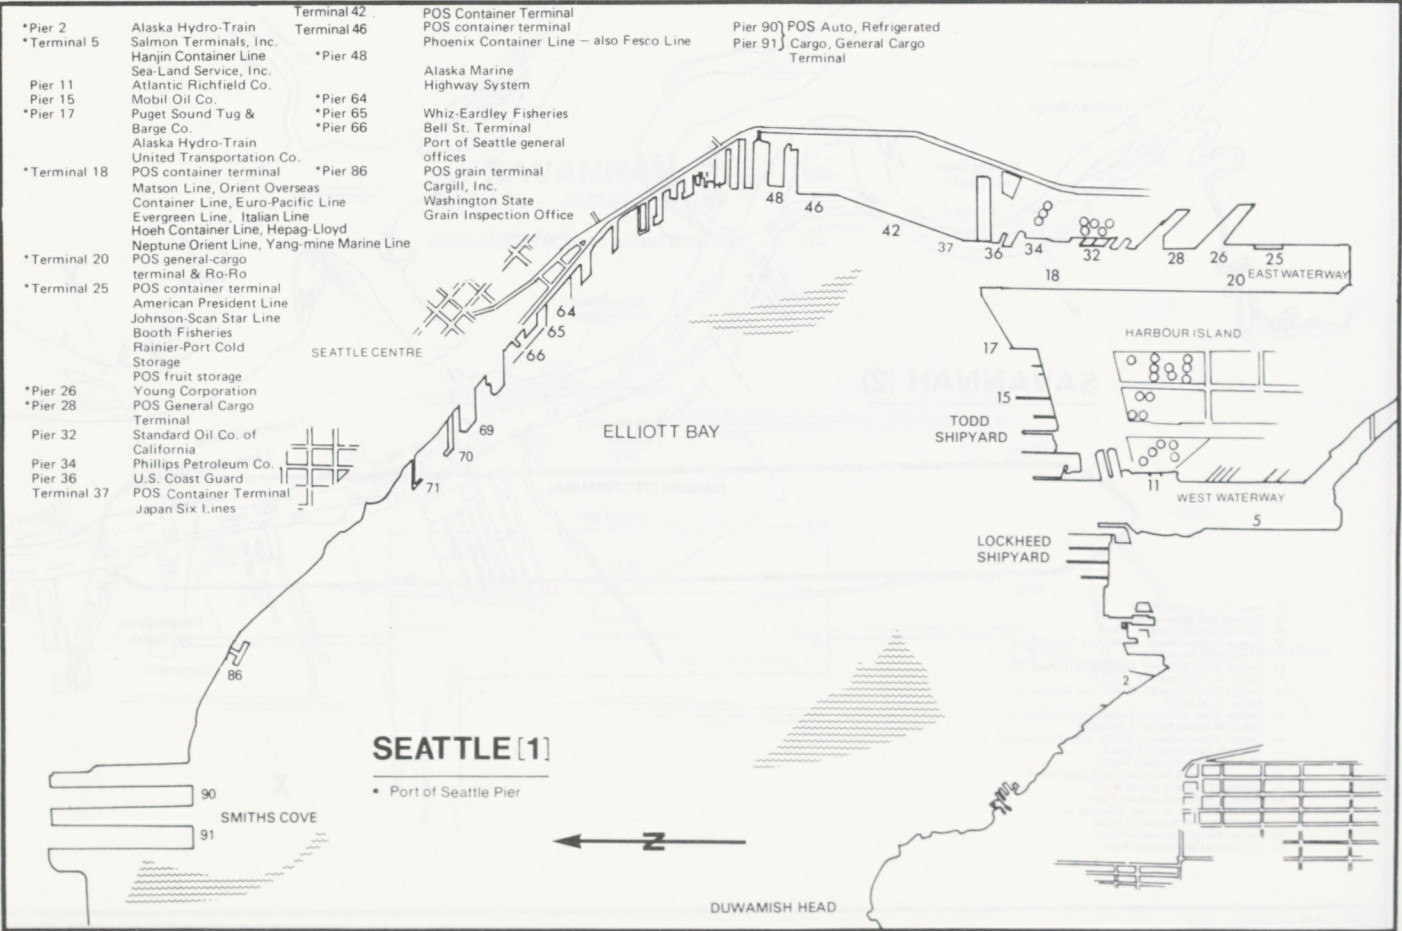 *Pier 2 Alaska Hydro-Train
*Terminal 5 Salmon Terminals, Inc.
Hanjin Container Line
Sea-Land Service, Inc.
Pier 11 Atlantic Richfield Co.
Pier 15 Mobil Oil Co.
*Pier 17 Puget Sound Tug &
Barge Co.
Alaska Hydro-Train
United Transportation Co.
*Terminal 18 POS container terminal
Matson Line, Orient Overseas
Container Line, Euro-Pacific Line
Evergreen Line, Italian Line
Hoeh Container Line, Hepag-Lloyd
Neptune Orient Line, Yang-mine Marine Line
*Terminal 20 POS general-cargo
terminal & Ro-Ro
*Terminal 25 POS container terminal
American President Line
Johnson-Scan Star Line
Booth Fisheries
Rainier-Port Cold
Storage
POS fruit storage
*Pier 26 Young Corporation
*Pier 28 POS General Cargo
Terminal
Pier 32 Standard Oil Co. of
California
Pier 34 Phillips Petroleum Co.
Pier 36 U.S. Coast Guard
Terminal 37 POS Container Terminal
Japan Six Lines
Terminal 42 POS Container Terminal
Terminal 46 POS container terminal
Phoenix Container Line – also Fesco Line
*Pier 48
Alaska Marine
Highway System
*Pier 64
*Pier 65 Whiz-Eardley Fisheries
*Pier 66 Bell St. Terminal
Port of Seattle general
offices
*Pier 86 POS grain terminal
Cargill, Inc.
Washington State
Grain Inspection Office
Pier 90} POS Auto, Refrigerated
Pier 91} Cargo, General Cargo
Terminal
48
46
42
37
36
34
32
28
26
25
18
20
EAST WATERWAY
HARBOUR ISLAND
17
15
TODD
SHIPYARD
11
WEST WATERWAY
5
LOCKHEED
SHIPYARD
2
64
65
66
SEATTLE CENTRE
69
70
71
ELLIOTT BAY
86
SEATTLE [1]
• Port of Seattle Pier
90
SMITHS COVE
91
N
DUWAMISH HEAD